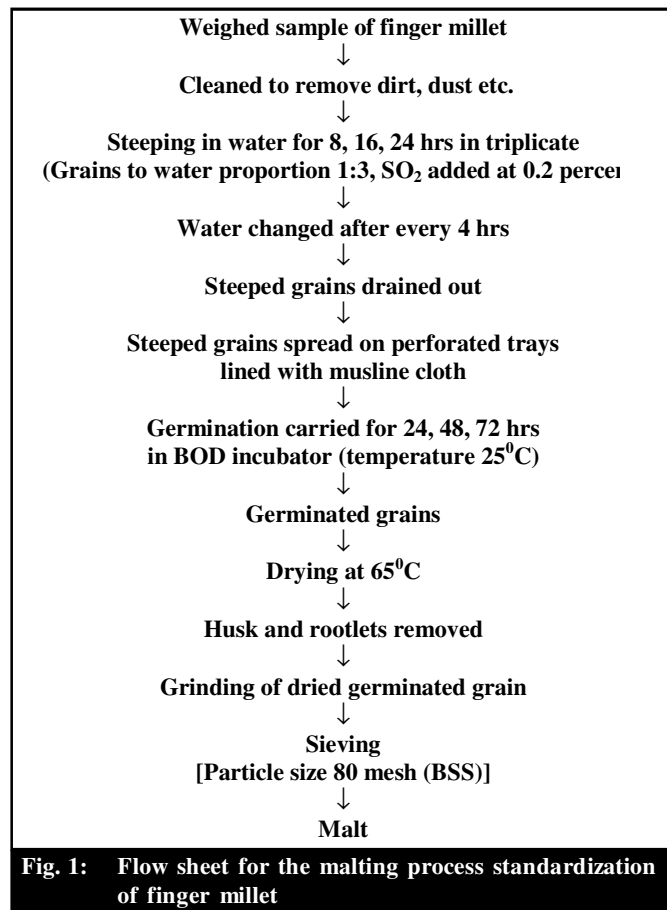 Weighed sample of finger millet
↓
Cleaned to remove dirt, dust etc.
↓
Steeping in water for 8, 16, 24 hrs in triplicate
(Grains to water proportion 1:3, SO₂ added at 0.2 percer
↓
Water changed after every 4 hrs
↓
Steeped grains drained out
↓
Steeped grains spread on perforated trays
lined with musline cloth
↓
Germination carried for 24, 48, 72 hrs
in BOD incubator (temperature 25⁰C)
↓
Germinated grains
↓
Drying at 65⁰C
↓
Husk and rootlets removed
↓
Grinding of dried germinated grain
↓
Sieving
[Particle size 80 mesh (BSS)]
↓
Malt
Fig. 1: Flow sheet for the malting process standardization
of finger millet